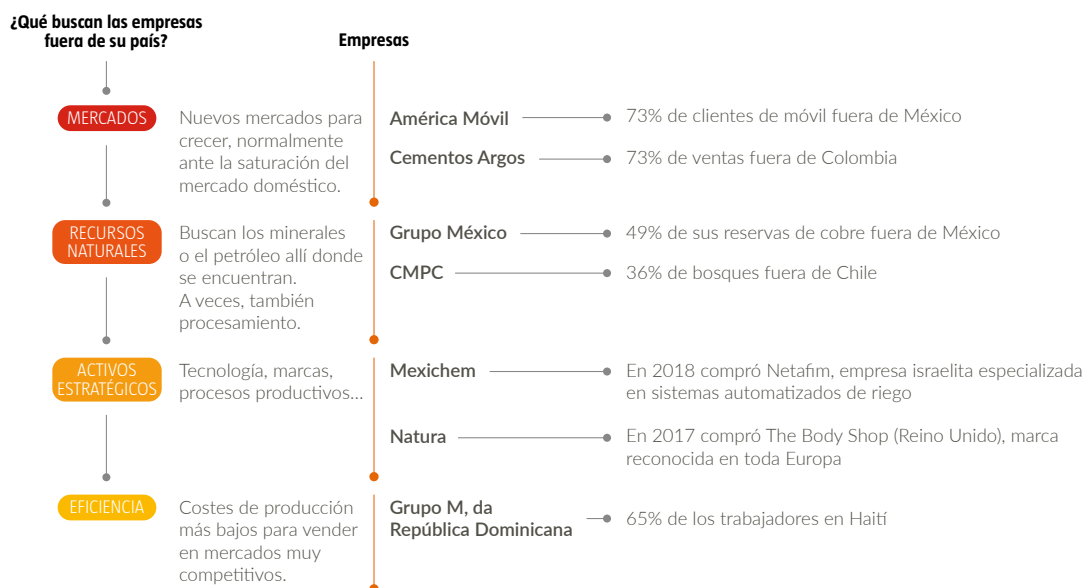 ¿Qué buscan las empresas
fuera de su país?
Empresas
MERCADOS
Nuevos mercados para
crecer, normalmente
ante la saturación del
mercado doméstico.
América Móvil
73% de clientes de móvil fuera de México
Cementos Argos
73% de ventas fuera de Colombia
RECURSOS
NATURALES
Buscan los minerales
o el petróleo allí donde
se encuentran.
A veces, también
procesamiento.
Grupo México
49% de sus reservas de cobre fuera de México
CMPC
36% de bosques fuera de Chile
ACTIVOS
ESTRATÉGICOS
Tecnología, marcas,
procesos productivos...
Mexichem
En 2018 compró Netafim, empresa israelita especializada
en sistemas automatizados de riego
Natura
En 2017 compró The Body Shop (Reino Unido), marca
reconocida en toda Europa
EFICIENCIA
Costes de producción
más bajos para vender
en mercados muy
competitivos.
Grupo M, da
República Dominicana
65% de los trabajadores en Haití